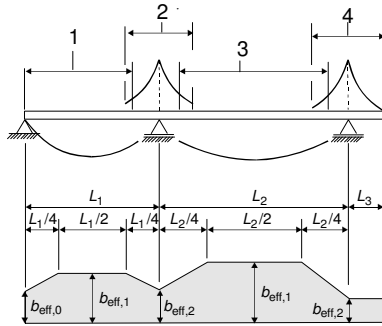 2 4
1 3
L1 L2 L3
L1/4 L1/2 L1/4 L2/4 L2/2 L2/4
beff,0 beff,1 beff,2 beff,1 beff,2